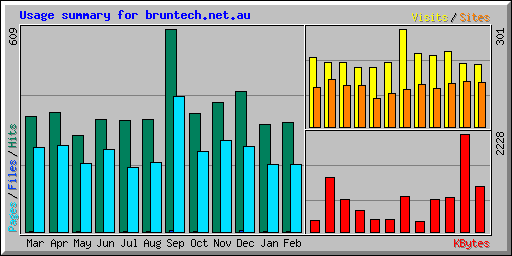 Usage summary for bruntech.net.au
Visits/Sites
609
301
Pages/Files/Hits
2228
Mar Apr May Jun Jun Aug Sep Oct Nov Dec Jan Feb
KBytes